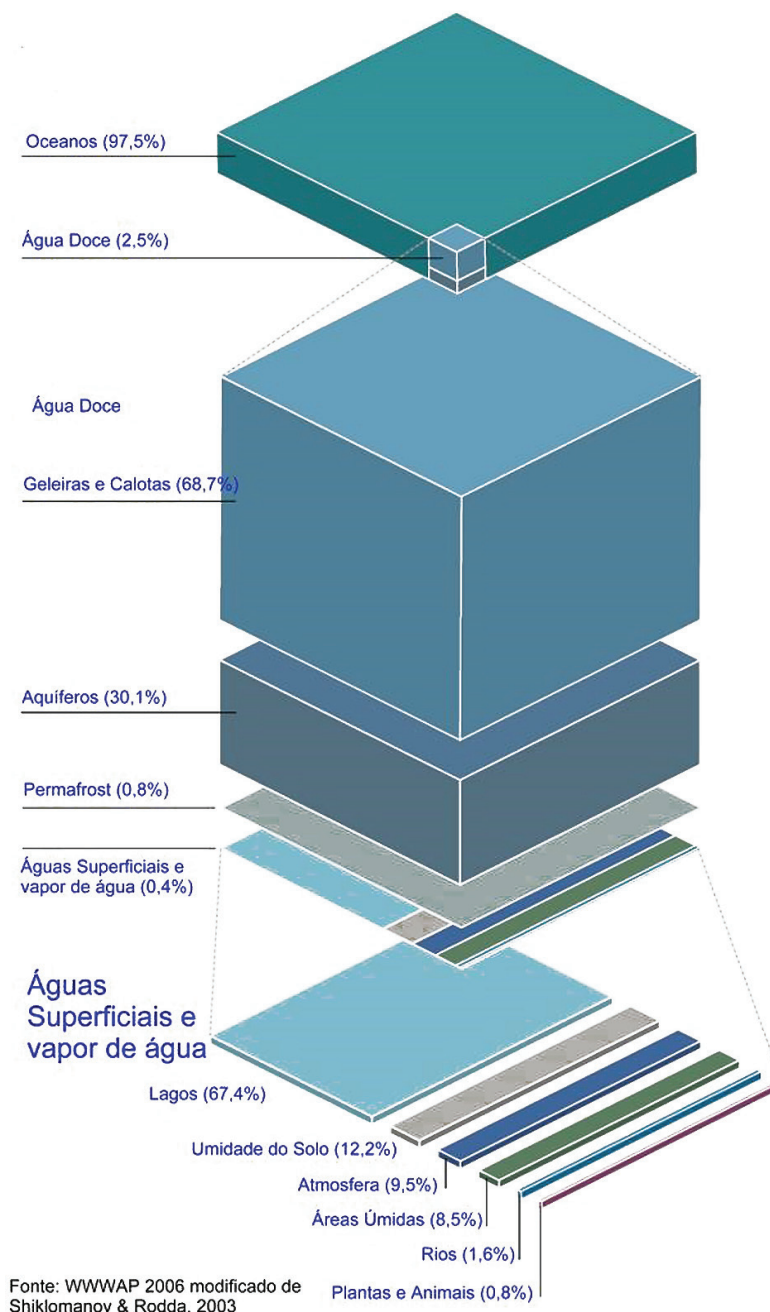 Oceanos (97,5%)
Água Doce (2,5%)
Água Doce
Geleiras e Calotas (68,7%)
Aquíferos (30,1%)
Permafrost (0,8%)
Águas Superficiais e
vapor de água (0,4%)
Águas
Superficiais e
vapor de água
Lagos (67,4%)
Umidade do Solo (12,2%)
Atmosfera (9,5%)
Áreas Úmidas (8,5%)
Rios (1,6%)
Plantas e Animais (0,8%)
Fonte: WWWAP 2006 modificado de
Shiklomanov & Rodda, 2003